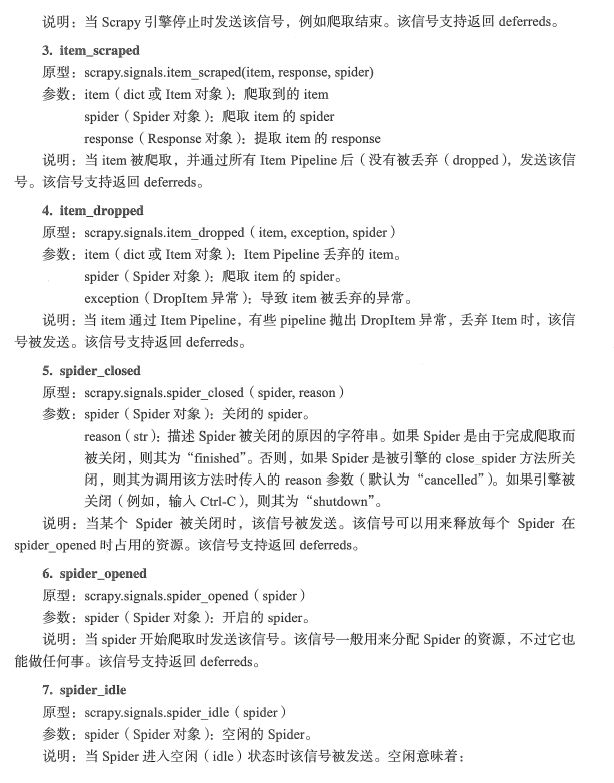 说明：当 Scrapy 引擎停止时发送该信号，例如爬取结束。该信号支持返回 deferreds。
3. item_scraped
原型：scrapy.signals.item_scraped(item, response, spider)
参数：item（dict 或 Item 对象）：爬取到的 item
spider（Spider 对象）：爬取 item 的 spider
response（Response 对象）：提取 item 的 response
说明：当 item 被爬取，并通过所有 Item Pipeline 后（没有被丢弃（dropped），发送该信
号。该信号支持返回 deferreds。
4. item_dropped
原型：scrapy.signals.item_dropped（item, exception, spider）
参数：item（dict 或 Item 对象）：Item Pipeline 丢弃的 item。
spider（Spider 对象）：爬取 item 的 spider。
exception（DropItem 异常）：导致 item 被丢弃的异常。
说明：当 item 通过 Item Pipeline，有些 pipeline 抛出 DropItem 异常，丢弃 Item 时，该信
号被发送。该信号支持返回 deferreds。
5. spider_closed
原型：scrapy.signals.spider_closed（spider, reason）
参数：spider（Spider 对象）：关闭的 spider。
reason（str）：描述 Spider 被关闭的原因的字符串。如果 Spider 是由于完成爬取而
被关闭，则其为“finished”。否则，如果 Spider 是被引擎的 close_spider 方法所关
闭，则其为调用该方法时传入的 reason 参数（默认为“cancelled”）。如果引擎被
关闭（例如，输入 Ctrl-C），则其为“shutdown”。
说明：当某个 Spider 被关闭时，该信号被发送。该信号可以用来释放每个 Spider 在
spider_opened 时占用的资源。该信号支持返回 deferreds。
6. spider_opened
原型：scrapy.signals.spider_opened（spider）
参数：spider（Spider 对象）：开启的 spider。
说明：当 spider 开始爬取时发送该信号。该信号一般用来分配 Spider 的资源，不过它也
能做任何事。该信号支持返回 deferreds。
7. spider_idle
原型：scrapy.signals.spider_idle（spider）
参数：spider（Spider 对象）：空闲的 Spider。
说明：当 Spider 进入空闲（idle）状态时该信号被发送。空闲意味着：